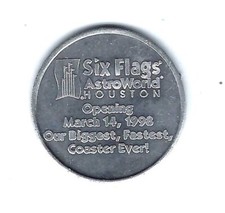 Six Flags
AstroWorld
HOUSTON
Opening
March 14, 1998
Our Biggest, Fastest,
Coaster Ever!